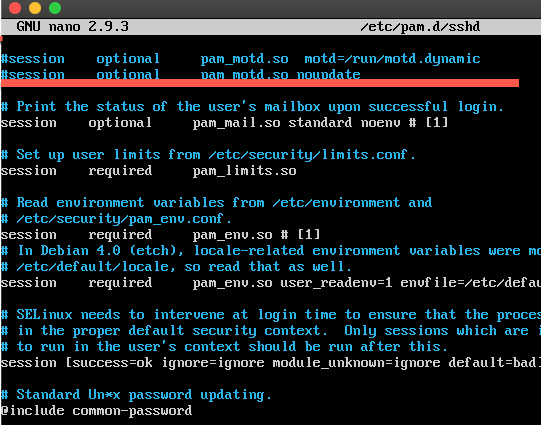 GNU nano 2.9.3 /etc/pam.d/sshd
#session optional pam_motd.so motd=/run/motd.dynamic
#session optional pam_motd.so noupdate
# Print the status of the user's mailbox upon successful login.
session optional pam_mail.so standard noenv # [1]
# Set up user limits from /etc/security/limits.conf.
session required pam_limits.so
# Read environment variables from /etc/environment and
# /etc/security/pam_env.conf.
session required pam_env.so # [1]
# In Debian 4.0 (etch), locale-related environment variables were mo
# /etc/default/locale, so read that as well.
session required pam_env.so user_readenv=1 envfile=/etc/defau
# SELinux needs to intervene at login time to ensure that the proces
# in the proper default security context. Only sessions which are i
# to run in the user's context should be run after this.
session [success=ok ignore=ignore module_unknown=ignore default=bad]
# Standard Un*x password updating.
@include common-password